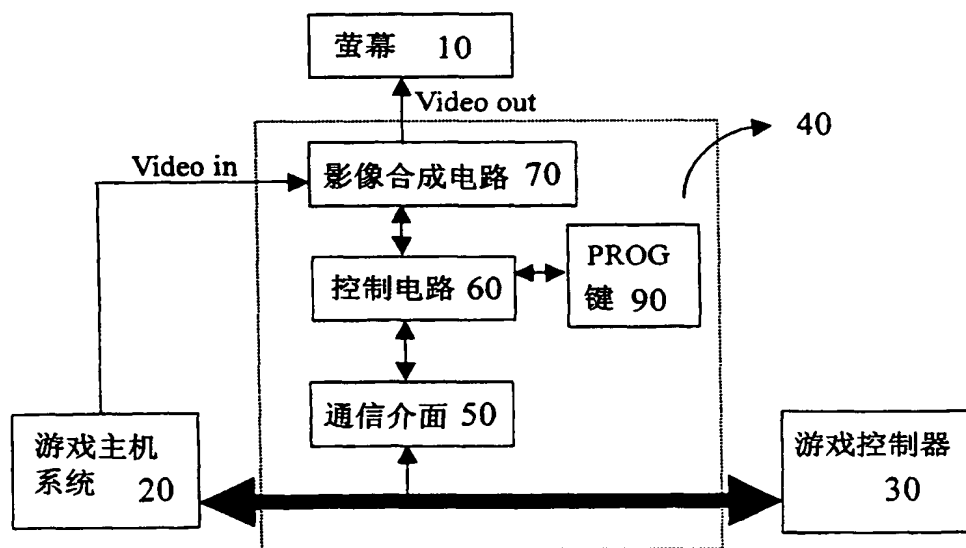 萤幕 10
Video out
40
Video in
影像合成电路 70
PROG
键 90
控制电路 60
通信介面 50
游戏主机
系统 20
游戏控制器
30